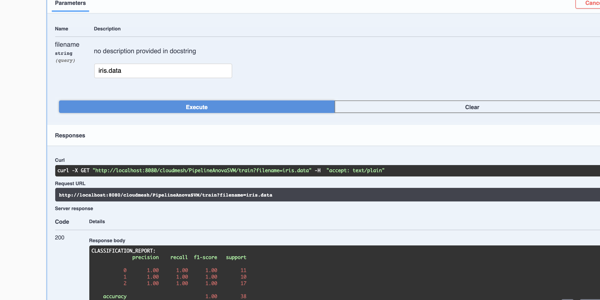 Parameters
Cance
Name Description
filename
string
(query)
no description provided in docstring
iris.data
Execute Clear
Responses
Curl
curl -X GET "http://localhost:8080/cloudmesh/PipelineAnovaSVM/train?filename=iris.data" -H "accept: text/plain"
Request URL
http://localhost:8080/cloudmesh/PipelineAnovaSVM/train?filename=iris.data
Server response
Code Details
200
Response body
CLASSIFICATION_REPORT:
precision recall f1-score support
0 1.00 1.00 1.00 11
1 1.00 1.00 1.00 10
2 1.00 1.00 1.00 17
accuracy 1.00 38